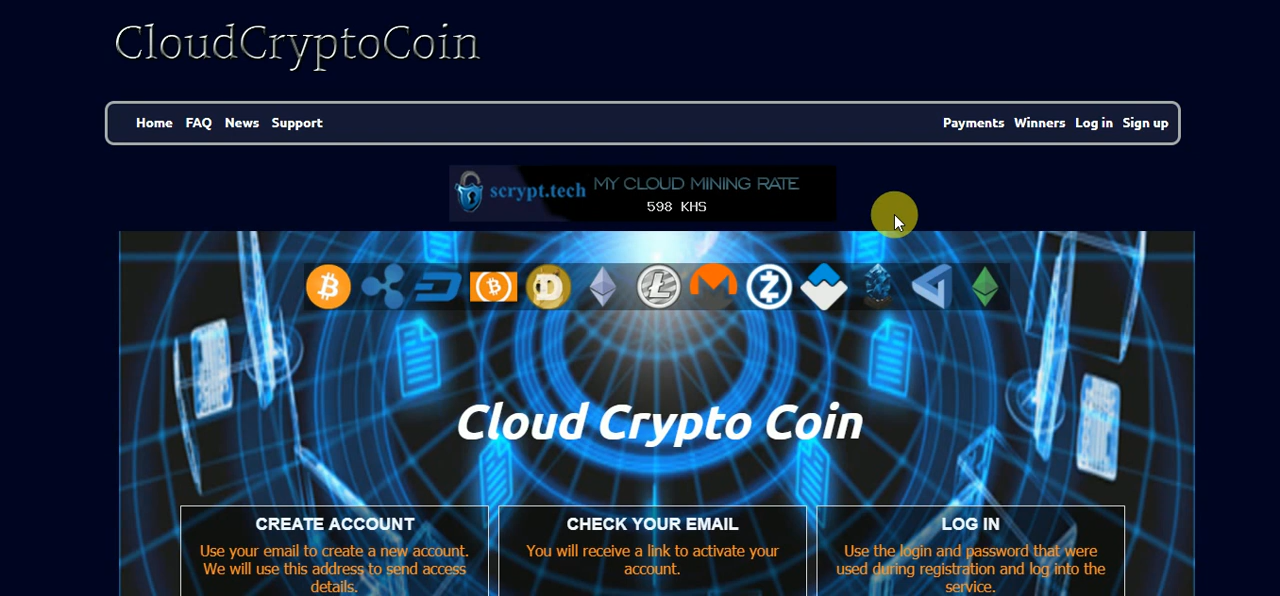 CloudCryptoCoin
Home FAQ News Support Payments Winners Log in Sign up
scrypt.tech MY CLOUD MINING RATE
598 KHS
Cloud Crypto Coin
CREATE ACCOUNT
Use your email to create a new account.
We will use this address to send access
details.
CHECK YOUR EMAIL
You will receive a link to activate your
account.
LOG IN
Use the login and password that were
used during registration and log into the
service.